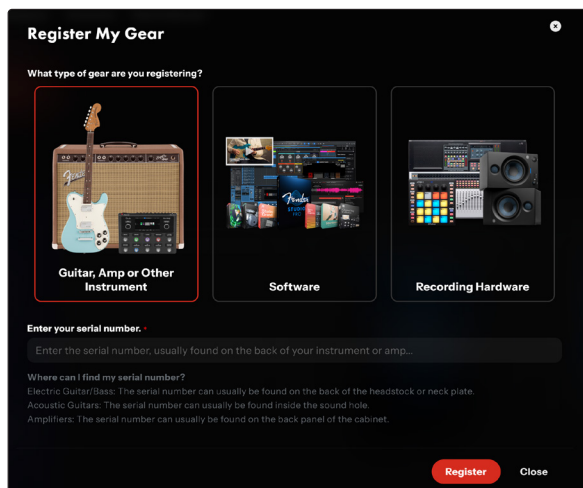 Register My Gear
What type of gear are you registering?
Fender
Fender
STUDIO
PRO
Guitar, Amp or Other
Instrument
Software
Recording Hardware
Enter your serial number. *
Enter the serial number, usually found on the back of your instrument or amp...
Where can I find my serial number?
Electric Guitar/Bass: The serial number can usually be found on the back of the headstock or neck plate.
Acoustic Guitars: The serial number can usually be found inside the sound hole.
Amplifiers: The serial number can usually be found on the back panel of the cabinet.
Register
Close